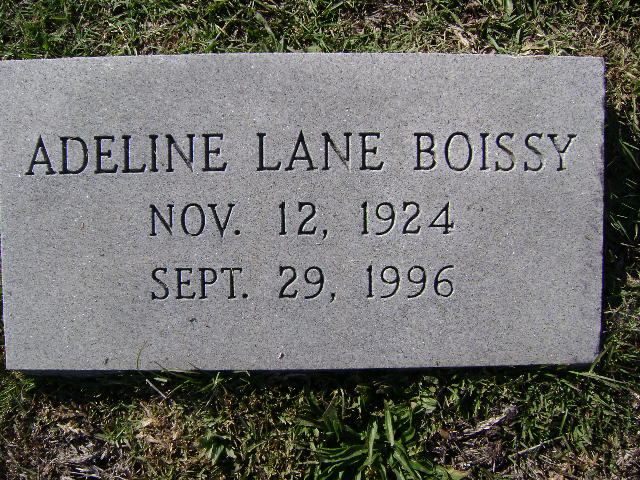 ADELINE LANE BOISSY
NOV. 12, 1924
SEPT. 29, 1996